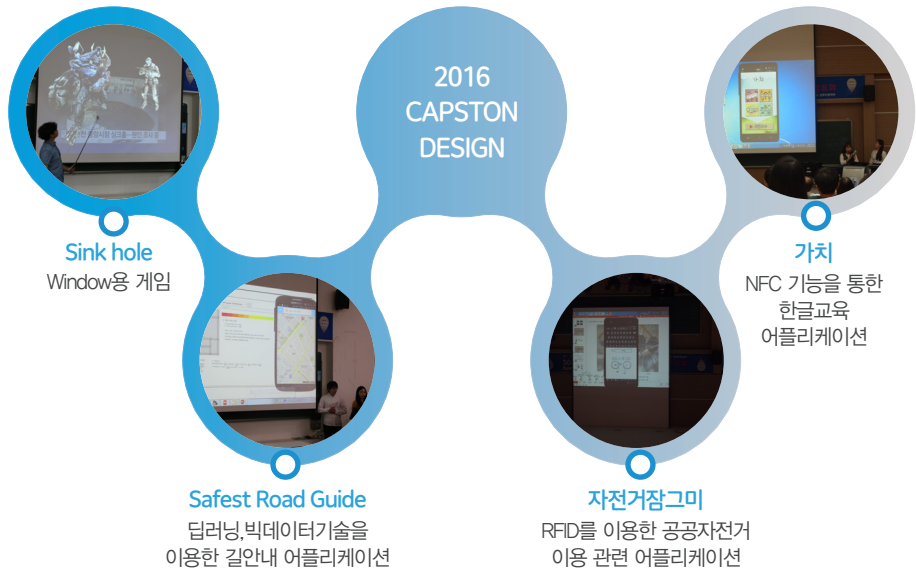 2016
CAPSTON
DESIGN
Sink hole
Window용 게임
Safest Road Guide
딥러닝,빅데이터기술을
이용한 길안내 어플리케이션
자전거잠그미
RFID를 이용한 공공자전거
이용 관련 어플리케이션
가치
NFC 기능을 통한
한글교육
어플리케이션